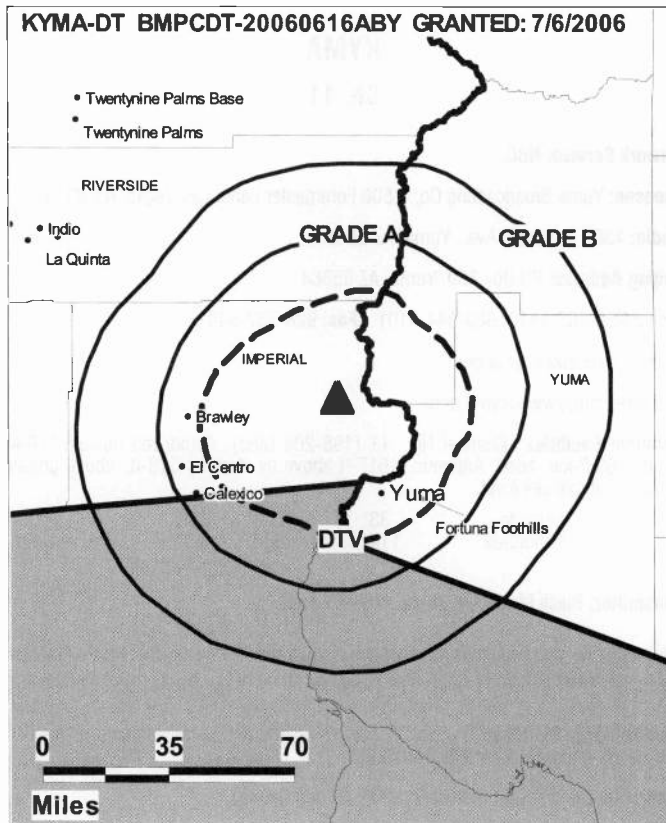 KYMA-DT BMPCDT-20060616ABY GRANTED: 7/6/2006
Twentynine Palms Base
Twentynine Palms
RIVERSIDE
GRADE A
GRADE B
Indio
La Quinta
IMPERIAL
YUMA
Brawley
El Centro
Calexico
Yuma
Fortuna Foothills
DTV
0 35 70
Miles